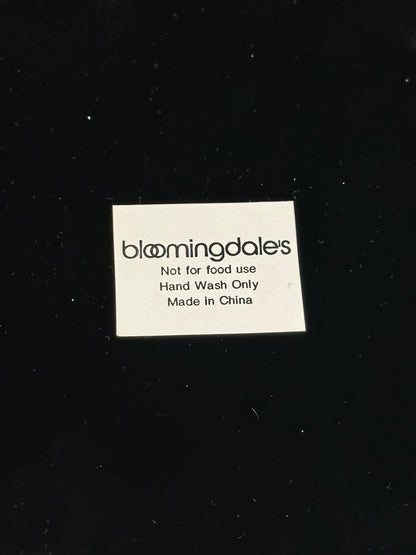 bloomingdale's
Not for food use
Hand Wash Only
Made in China